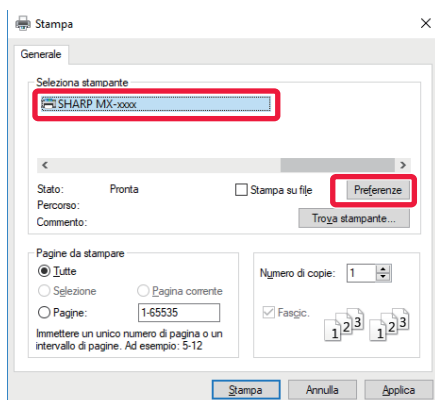 Stampa
Generale
Seleziona stampante
SHARP MX-xxxx
Stato: Pronta
Stampa su file
Preferenze
Percorso:
Commento:
Trova stampante...
Pagine da stampare
Tutte
Selezione
Pagina corrente
Pagine: 1-65535
Immettere un unico numero di pagina o un
intervallo di pagine. Ad esempio: 5-12
Numero di copie: 1
Fascic.
1 2 3 1 2 3
Stampa Annulla Applica